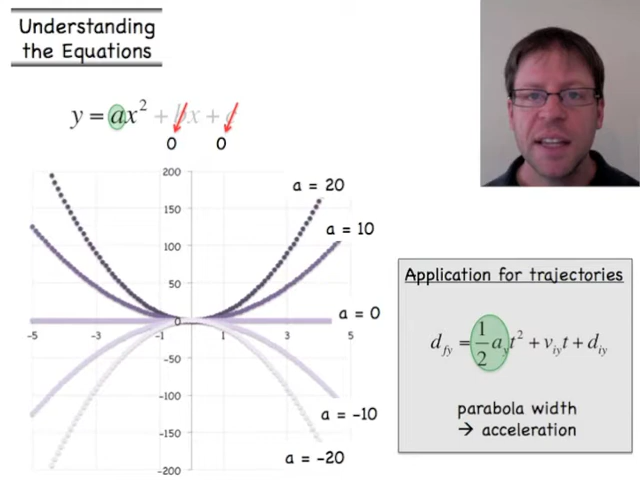 Understanding
the Equations
y = ax² + bx + c
0 0
200
150
100
50
0
-50
-100
-150
-200
-5 -3 -1 1 3 5
a = 20
a = 10
a = 0
a = -10
a = -20
Application for trajectories
d_fy = 1/2 a_y t² + v_iy t + d_iy
parabola width
→ acceleration